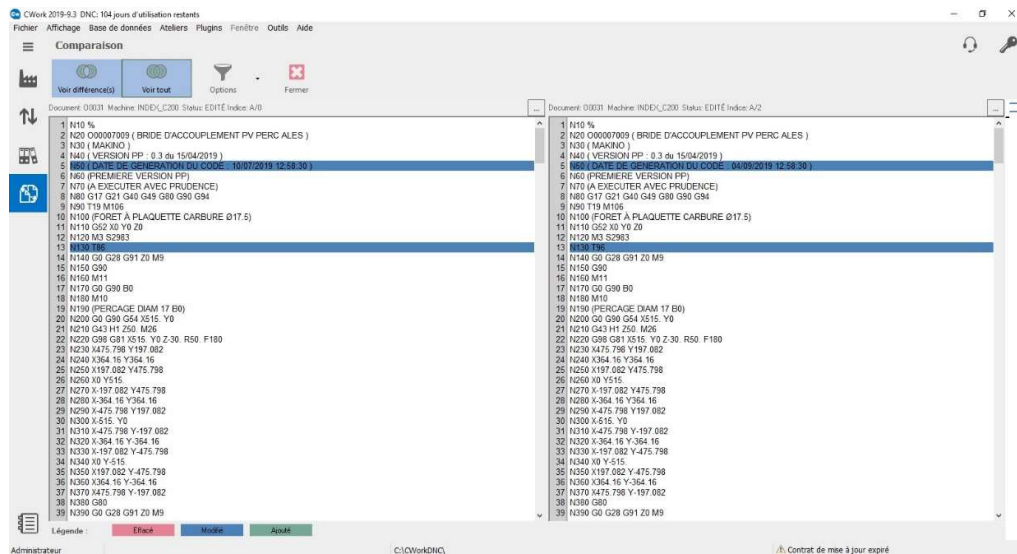 CWork 2019-9.3 DNC: 104 jours d'utilisation restants
Fichier Affichage Base de données Ateliers Plugins Fenêtre Outils Aide
Comparaison
Voir différence(s) Voir tout Options Fermer
Document: O0031 Machine: INDEX_C200 Status: EDITÉ Indice: A/0
...
1 N10 %
2 N20 O00007009 ( BRIDE D'ACCOUPLEMENT PV PERC ALES )
3 N30 ( MAKINO )
4 N40 ( VERSION PP : 0.3 du 15/04/2019 )
5 N50 ( DATE DE GENERATION DU CODE : 10/07/2019 12:58:30 )
6 N60 (PREMIERE VERSION PP)
7 N70 (A EXECUTER AVEC PRUDENCE)
8 N80 G17 G21 G40 G49 G80 G90 G94
9 N90 T19 M106
10 N100 (FORET À PLAQUETTE CARBURE Ø17.5)
11 N110 G52 X0 Y0 Z0
12 N120 M3 S2983
13 N130 T86
14 N140 G0 G28 G91 Z0 M9
15 N150 G90
16 N160 M11
17 N170 G0 G90 B0
18 N180 M10
19 N190 (PERCAGE DIAM 17 B0)
20 N200 G0 G90 G54 X515. Y0
21 N210 G43 H1 Z50. M26
22 N220 G98 G81 X515. Y0 Z-30. R50. F180
23 N230 X475.798 Y197.082
24 N240 X364.16 Y364.16
25 N250 X197.082 Y475.798
26 N260 X0 Y515.
27 N270 X-197.082 Y475.798
28 N280 X-364.16 Y364.16
29 N290 X-475.798 Y197.082
30 N300 X-515. Y0
31 N310 X-475.798 Y-197.082
32 N320 X-364.16 Y-364.16
33 N330 X-197.082 Y-475.798
34 N340 X0 Y-515.
35 N350 X197.082 Y-475.798
36 N360 X364.16 Y-364.16
37 N370 X475.798 Y-197.082
38 N380 G80
39 N390 G0 G28 G91 Z0 M9
Document: O0031 Machine: INDEX_C200 Status: EDITÉ Indice: A/2
...
1 N10 %
2 N20 O00007009 ( BRIDE D'ACCOUPLEMENT PV PERC ALES )
3 N30 ( MAKINO )
4 N40 ( VERSION PP : 0.3 du 15/04/2019 )
5 N50 ( DATE DE GENERATION DU CODE : 04/09/2019 12:58:30 )
6 N60 (PREMIERE VERSION PP)
7 N70 (A EXECUTER AVEC PRUDENCE)
8 N80 G17 G21 G40 G49 G80 G90 G94
9 N90 T19 M106
10 N100 (FORET À PLAQUETTE CARBURE Ø17.5)
11 N110 G52 X0 Y0 Z0
12 N120 M3 S2983
13 N130 T96
14 N140 G0 G28 G91 Z0 M9
15 N150 G90
16 N160 M11
17 N170 G0 G90 B0
18 N180 M10
19 N190 (PERCAGE DIAM 17 B0)
20 N200 G0 G90 G54 X515. Y0
21 N210 G43 H1 Z50. M26
22 N220 G98 G81 X515. Y0 Z-30. R50. F180
23 N230 X475.798 Y197.082
24 N240 X364.16 Y364.16
25 N250 X197.082 Y475.798
26 N260 X0 Y515.
27 N270 X-197.082 Y475.798
28 N280 X-364.16 Y364.16
29 N290 X-475.798 Y197.082
30 N300 X-515. Y0
31 N310 X-475.798 Y-197.082
32 N320 X-364.16 Y-364.16
33 N330 X-197.082 Y-475.798
34 N340 X0 Y-515.
35 N350 X197.082 Y-475.798
36 N360 X364.16 Y-364.16
37 N370 X475.798 Y-197.082
38 N380 G80
39 N390 G0 G28 G91 Z0 M9
Légende : Effacé Modifié Ajouté
Administrateur C:\CWorkDNC\ Contrat de mise à jour expré